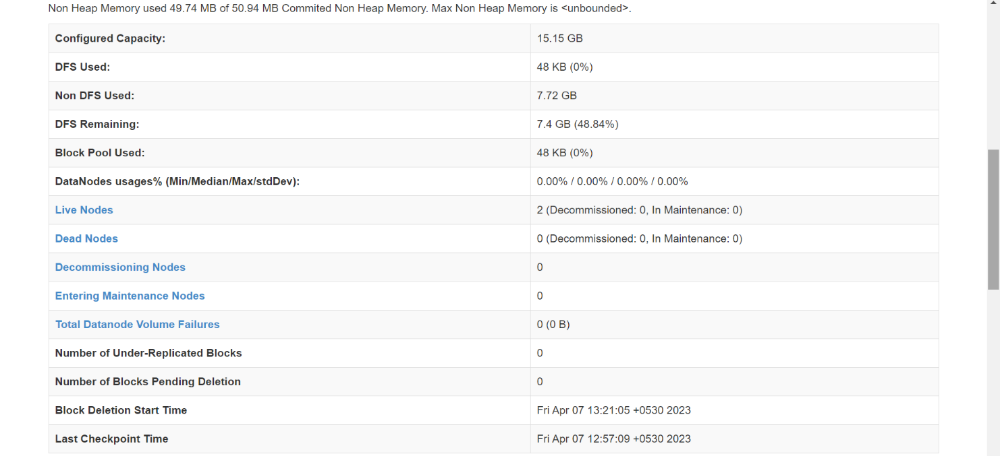 Non Heap Memory used 49.74 MB of 50.94 MB Commited Non Heap Memory. Max Non Heap Memory is <unbounded>.
Configured Capacity: 15.15 GB
DFS Used: 48 KB (0%)
Non DFS Used: 7.72 GB
DFS Remaining: 7.4 GB (48.84%)
Block Pool Used: 48 KB (0%)
DataNodes usages% (Min/Median/Max/stdDev): 0.00% / 0.00% / 0.00% / 0.00%
Live Nodes 2 (Decommissioned: 0, In Maintenance: 0)
Dead Nodes 0 (Decommissioned: 0, In Maintenance: 0)
Decommissioning Nodes 0
Entering Maintenance Nodes 0
Total Datanode Volume Failures 0 (0 B)
Number of Under-Replicated Blocks 0
Number of Blocks Pending Deletion 0
Block Deletion Start Time Fri Apr 07 13:21:05 +0530 2023
Last Checkpoint Time Fri Apr 07 12:57:09 +0530 2023